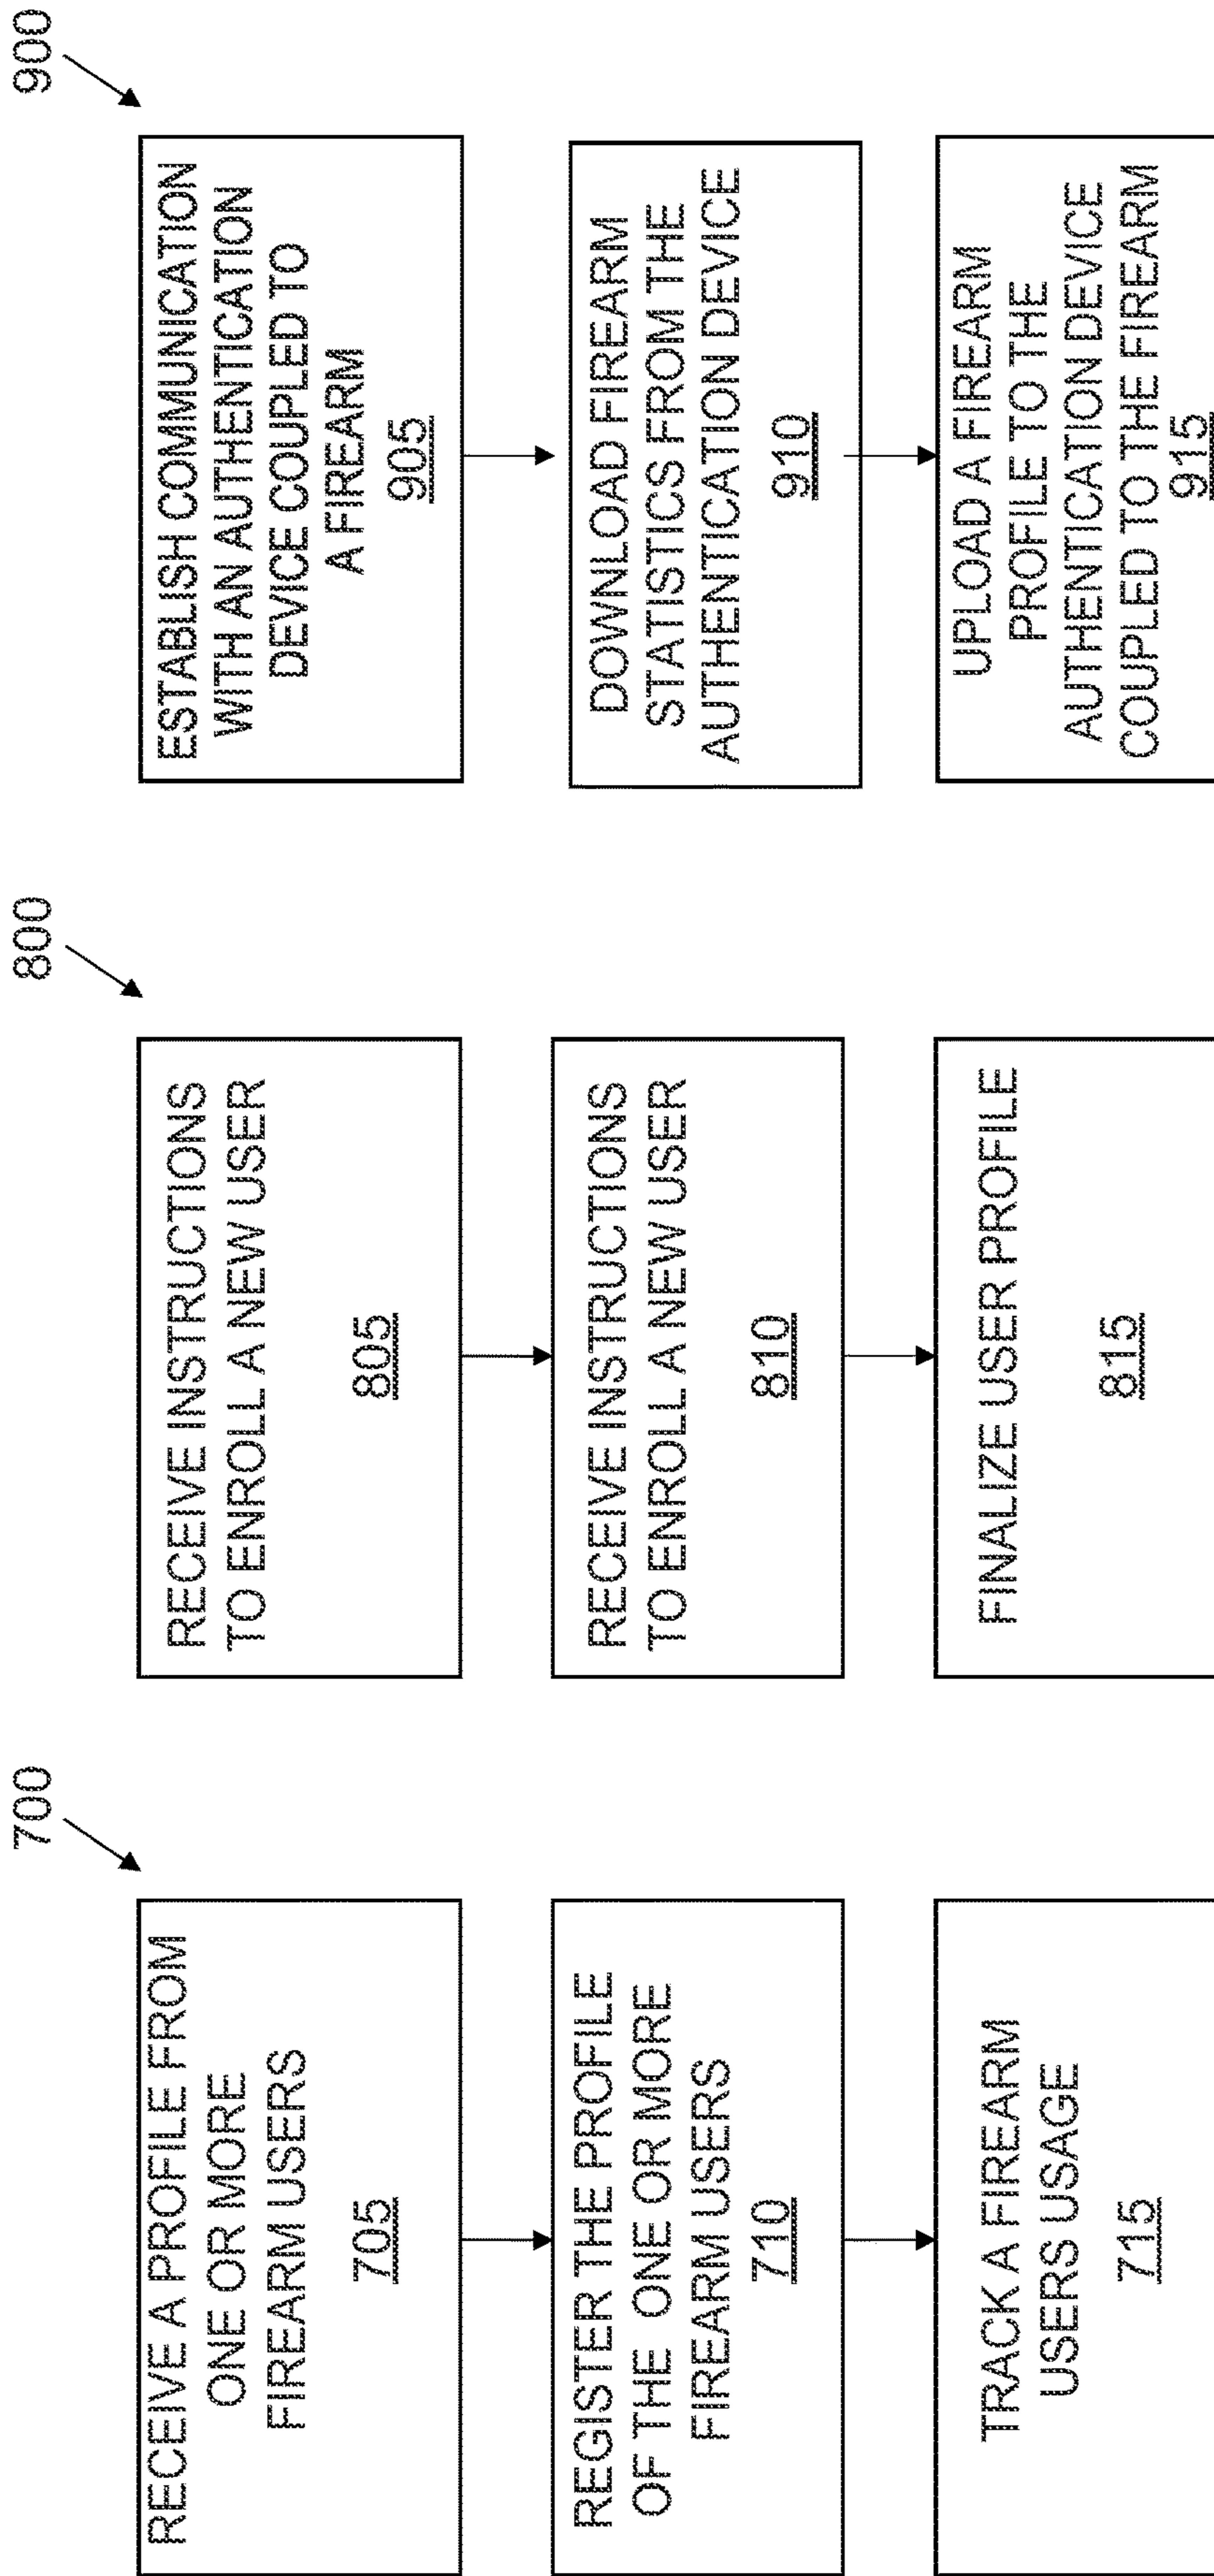 700
RECEIVE A PROFILE FROM
ONE OR MORE
FIREARM USERS
705
REGISTER THE PROFILE
OF THE ONE OR MORE
FIREARM USERS
710
TRACK A FIREARM
USERS USAGE
715
800
RECEIVE INSTRUCTIONS
TO ENROLL A NEW USER
805
RECEIVE INSTRUCTIONS
TO ENROLL A NEW USER
810
FINALIZE USER PROFILE
815
900
ESTABLISH COMMUNICATION
WITH AN AUTHENTICATION
DEVICE COUPLED TO
A FIREARM
905
DOWNLOAD FIREARM
STATISTICS FROM THE
AUTHENTICATION DEVICE
910
UPLOAD A FIREARM
PROFILE TO THE
AUTHENTICATION DEVICE
COUPLED TO THE FIREARM
915